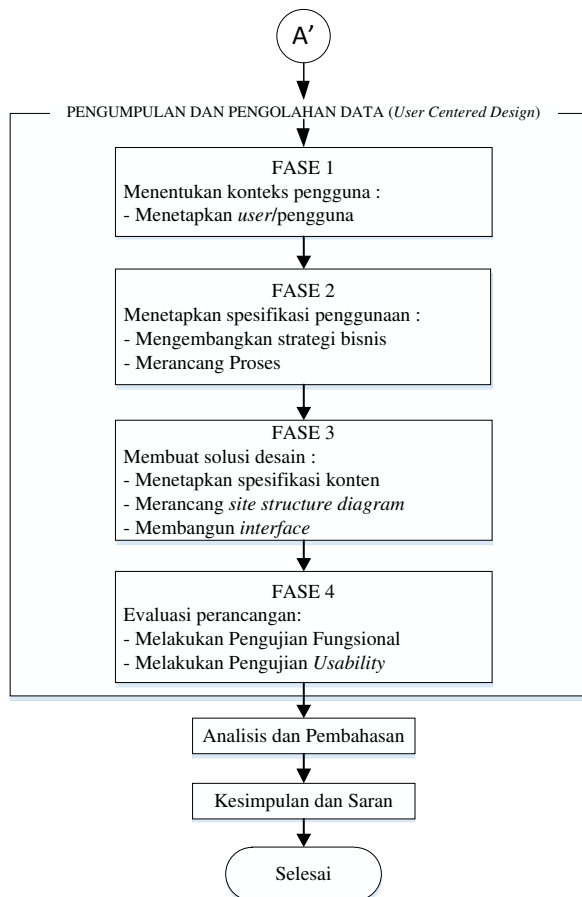 A’
PENGUMPULAN DAN PENGOLAHAN DATA (User Centered Design)
FASE 1
Menentukan konteks pengguna :
- Menetapkan user/pengguna
FASE 2
Menetapkan spesifikasi penggunaan :
- Mengembangkan strategi bisnis
- Merancang Proses
FASE 3
Membuat solusi desain :
- Menetapkan spesifikasi konten
- Merancang site structure diagram
- Membangun interface
FASE 4
Evaluasi perancangan:
- Melakukan Pengujian Fungsional
- Melakukan Pengujian Usability
Analisis dan Pembahasan
Kesimpulan dan Saran
Selesai